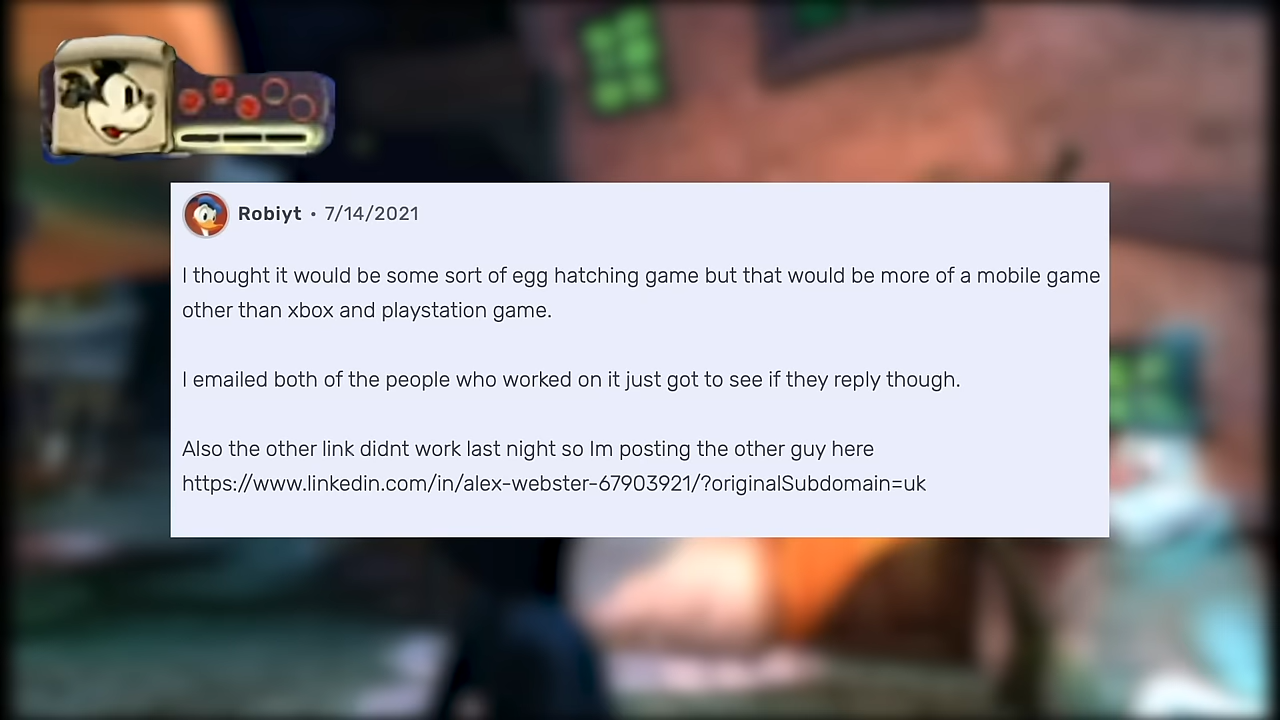 Robiyt • 7/14/2021
I thought it would be some sort of egg hatching game but that would be more of a mobile game
other than xbox and playstation game.
I emailed both of the people who worked on it just got to see if they reply though.
Also the other link didnt work last night so Im posting the other guy here
https://www.linkedin.com/in/alex-webster-67903921/?originalSubdomain=uk